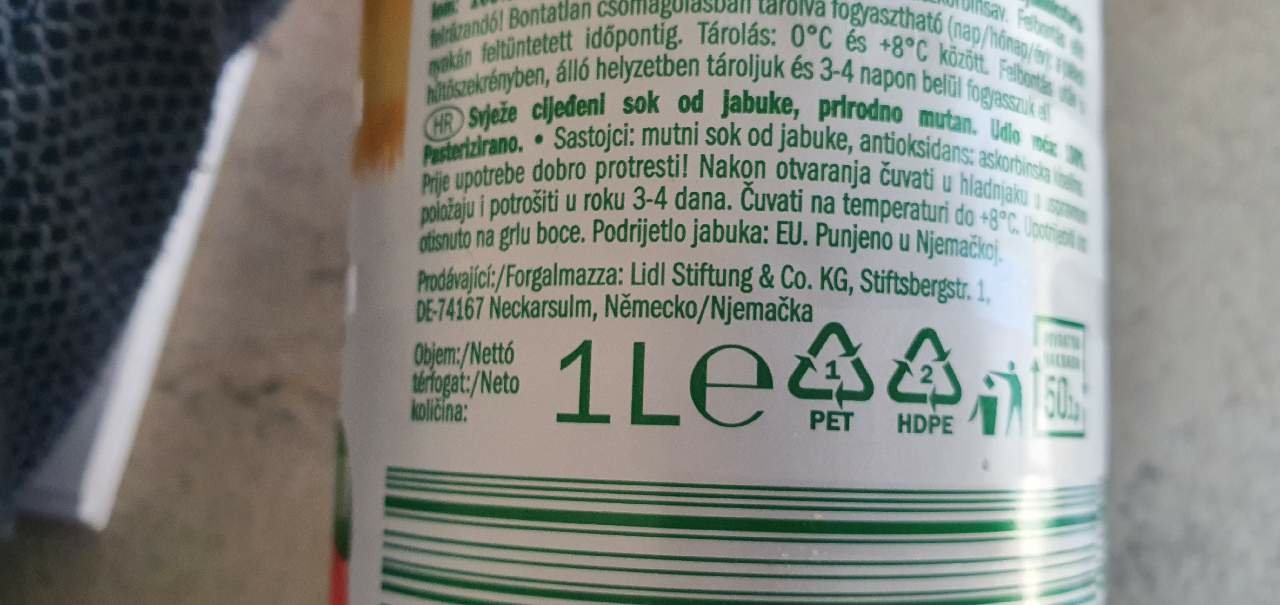 felrázandó! Bontatlan csomagolásban tárolva fogyasztható (nap/hónap/év):
nyakán feltüntetett időpontig. Tárolás: 0°C és +8°C között. Felbontás
hűtőszekrényben, álló helyzetben tároljuk és 3-4 napon belül fogyasszuk el!
HR Svježe cijeđeni sok od jabuke, prirodno mutan. Udio voća: 100%.
Pasterizirano. • Sastojci: mutni sok od jabuke, antioksidans: askorbinska kiselina.
Prije upotrebe dobro protresti! Nakon otvaranja čuvati u hladnjaku u
položaju i potrošiti u roku 3-4 dana. Čuvati na temperaturi do +8°C. Upotrijebiti
otisnuto na grlu boce. Podrijetlo jabuka: EU. Punjeno u Njemačkoj.
Prodávající:/Forgalmazza: Lidl Stiftung & Co. KG, Stiftsbergstr. 1,
DE-74167 Neckarsulm, Německo/Njemačka
Objem:/Nettó
térfogat:/Neto
količina:
1L e
1
PET
2
HDPE